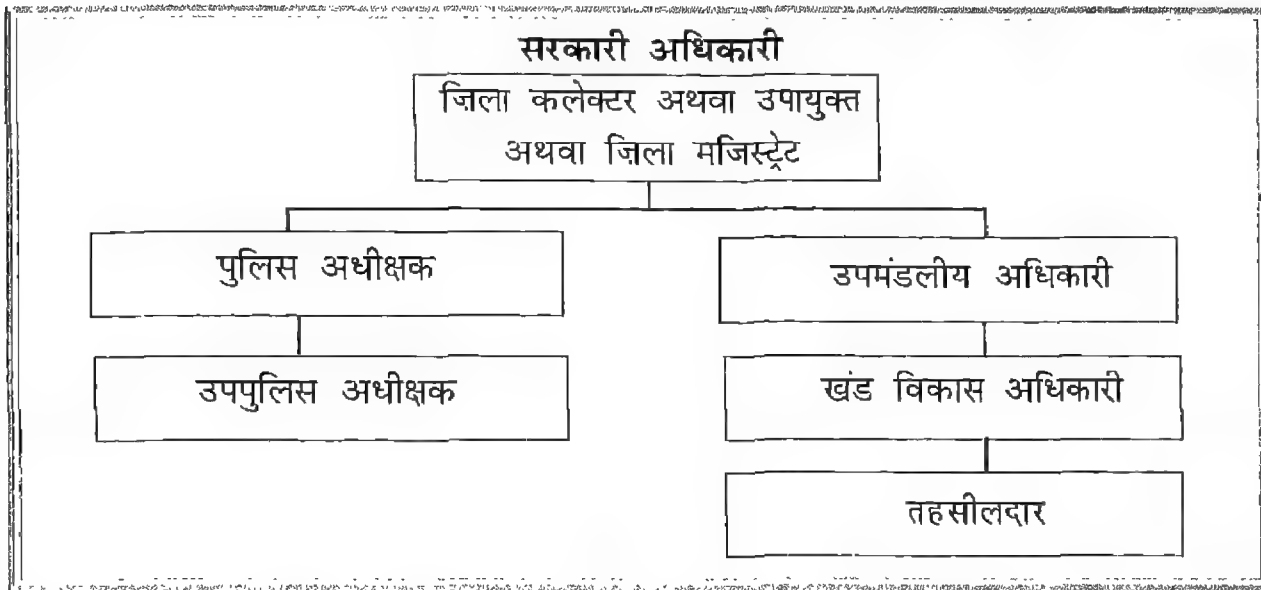 सरकारी अधिकारी
ज़िला कलेक्टर अथवा उपायुक्त
अथवा ज़िला मजिस्ट्रेट
पुलिस अधीक्षक
उपमंडलीय अधिकारी
उपपुलिस अधीक्षक
खंड विकास अधिकारी
तहसीलदार